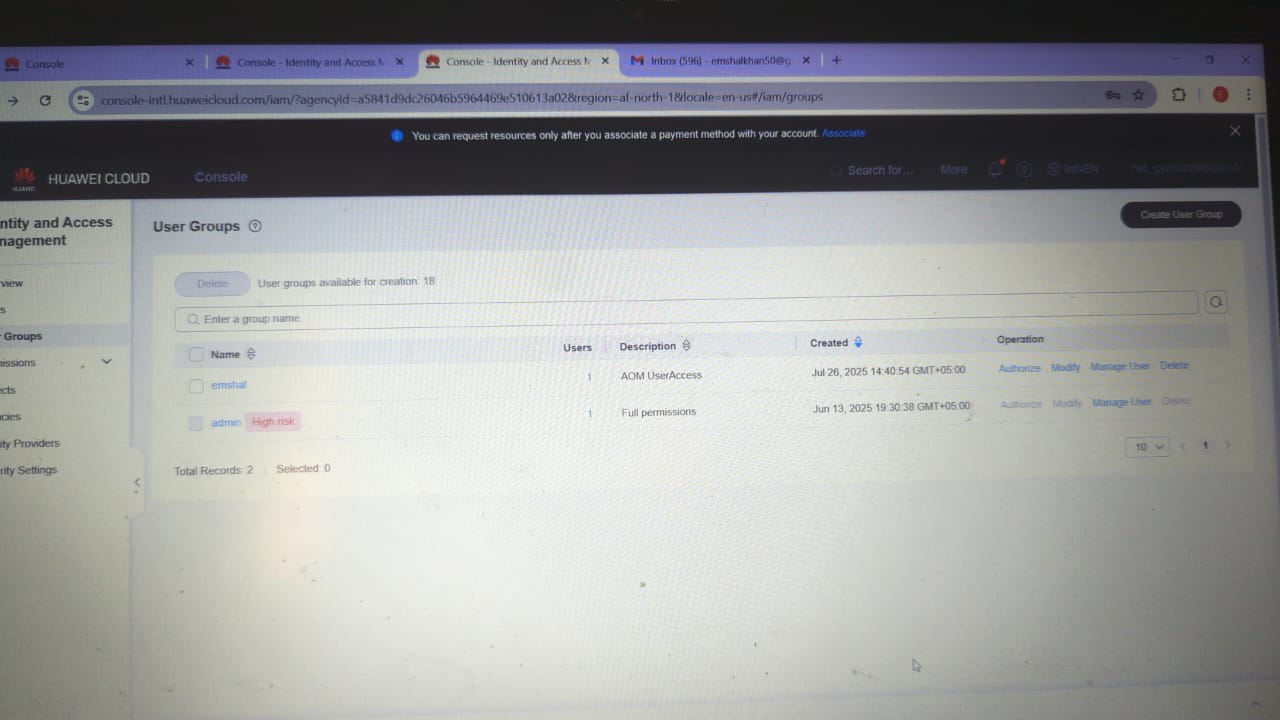 Console
Console - Identity and Access M
Console - Identity and Access M
Inbox (596) - emshalkhan50@g
console-intl.huaweicloud.com/iam/?agencyId=a5841d9dc26046b5964469e510613a02&region=af-north-1&locale=en-us#/iam/groups
You can request resources only after you associate a payment method with your account. Associate
HUAWEI
HUAWEI CLOUD
Console
Search for...
More
Intl-EN
ntity and Access
nagement
view
s
Groups
issions
cts
cies
ity Providers
rity Settings
User Groups
Create User Group
Delete
User groups available for creation: 18
Enter a group name.
Name Users Description Created Operation
emshal 1 AOM UserAccess Jul 26, 2025 14:40:54 GMT+05:00 Authorize Modify Manage User Delete
admin High risk 1 Full permissions Jun 13, 2025 19:30:38 GMT+05:00 Authorize Modify Manage User Delete
Total Records: 2 Selected: 0
10 1